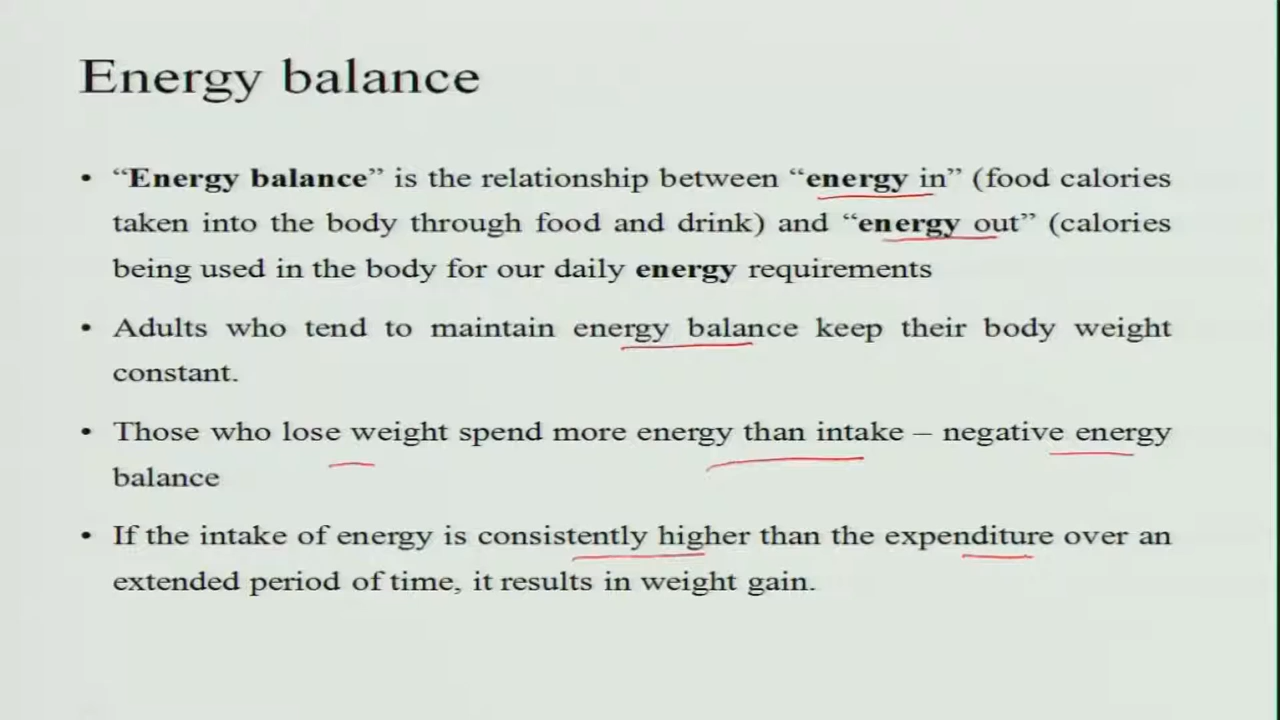 Energy balance
• “Energy balance” is the relationship between “energy in” (food calories
taken into the body through food and drink) and “energy out” (calories
being used in the body for our daily energy requirements
• Adults who tend to maintain energy balance keep their body weight
constant.
• Those who lose weight spend more energy than intake – negative energy
balance
• If the intake of energy is consistently higher than the expenditure over an
extended period of time, it results in weight gain.